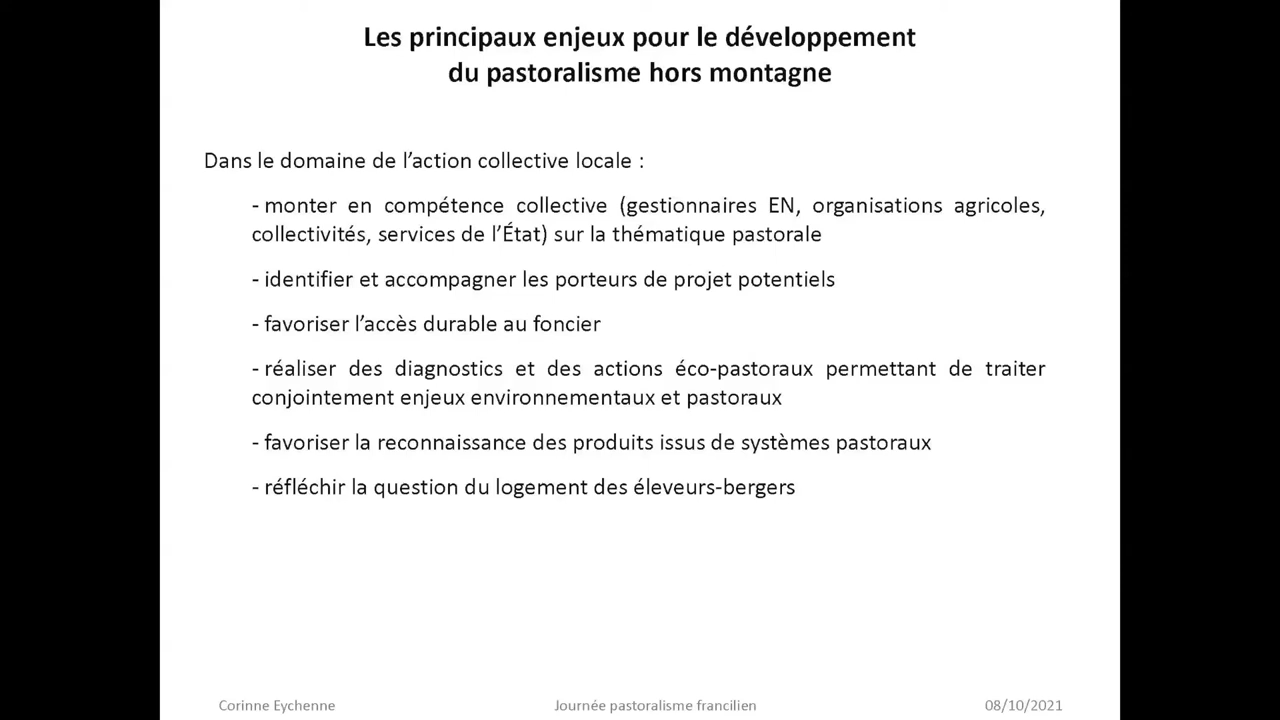 Les principaux enjeux pour le développement
du pastoralisme hors montagne
Dans le domaine de l’action collective locale :
- monter en compétence collective (gestionnaires EN, organisations agricoles,
collectivités, services de l’État) sur la thématique pastorale
- identifier et accompagner les porteurs de projet potentiels
- favoriser l’accès durable au foncier
- réaliser des diagnostics et des actions éco-pastoraux permettant de traiter
conjointement enjeux environnementaux et pastoraux
- favoriser la reconnaissance des produits issus de systèmes pastoraux
- réfléchir la question du logement des éleveurs-bergers
Corinne Eychenne
Journée pastoralisme francilien
08/10/2021